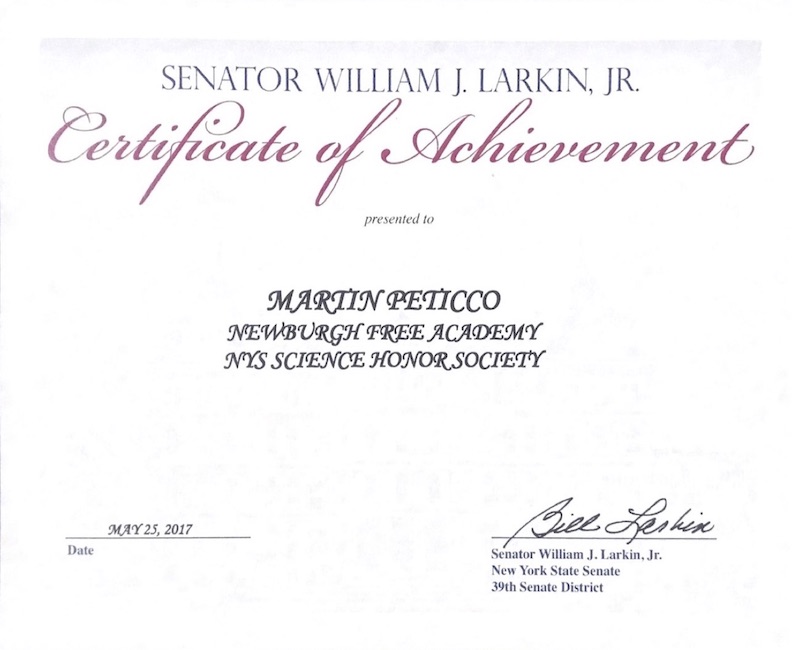 SENATOR WILLIAM J. LARKIN, JR.
Certificate of Achievement
presented to
MARTIN PETICCO
NEWBURGH FREE ACADEMY
NYS SCIENCE HONOR SOCIETY
MAY 25, 2017
Date
Bill Larkin
Senator William J. Larkin, Jr.
New York State Senate
39th Senate District